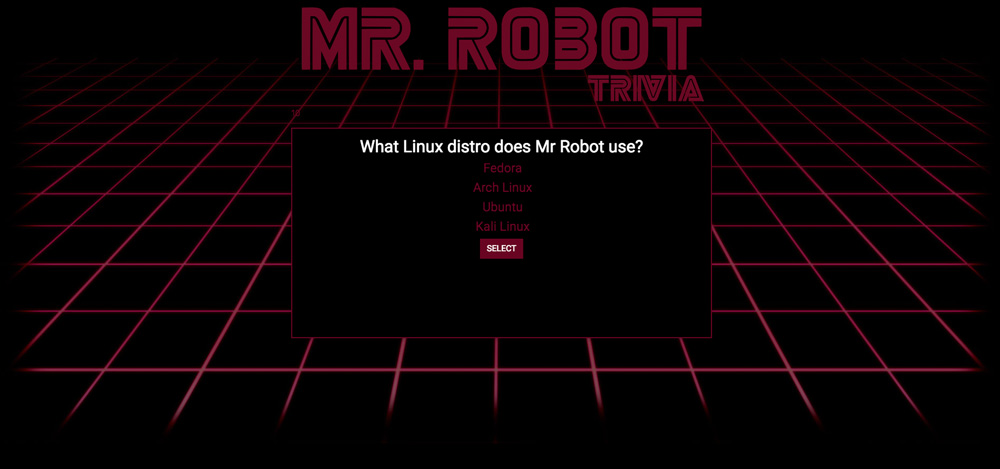 MR. ROBOT
TRIVIA
What Linux distro does Mr Robot use?
Fedora
Arch Linux
Ubuntu
Kali Linux
SELECT